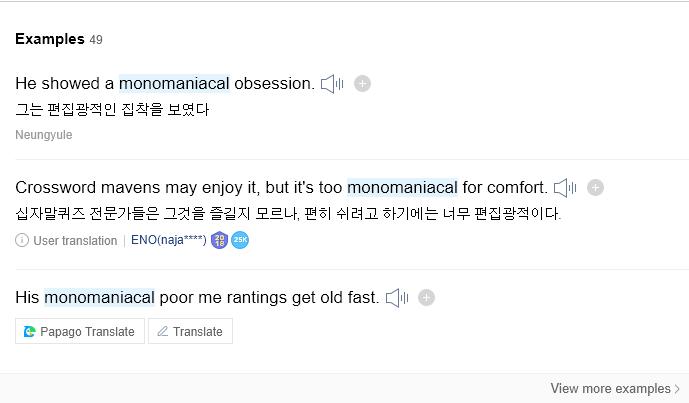 Examples 49
He showed a monomaniacal obsession.
그는 편집광적인 집착을 보였다
Neungyule
Crossword mavens may enjoy it, but it's too monomaniacal for comfort.
십자말퀴즈 전문가들은 그것을 즐길지 모르나, 편히 쉬려고 하기에는 너무 편집광적이다.
User translation | ENO(naja****) 2018 25K
His monomaniacal poor me rantings get old fast.
Papago Translate Translate
View more examples >